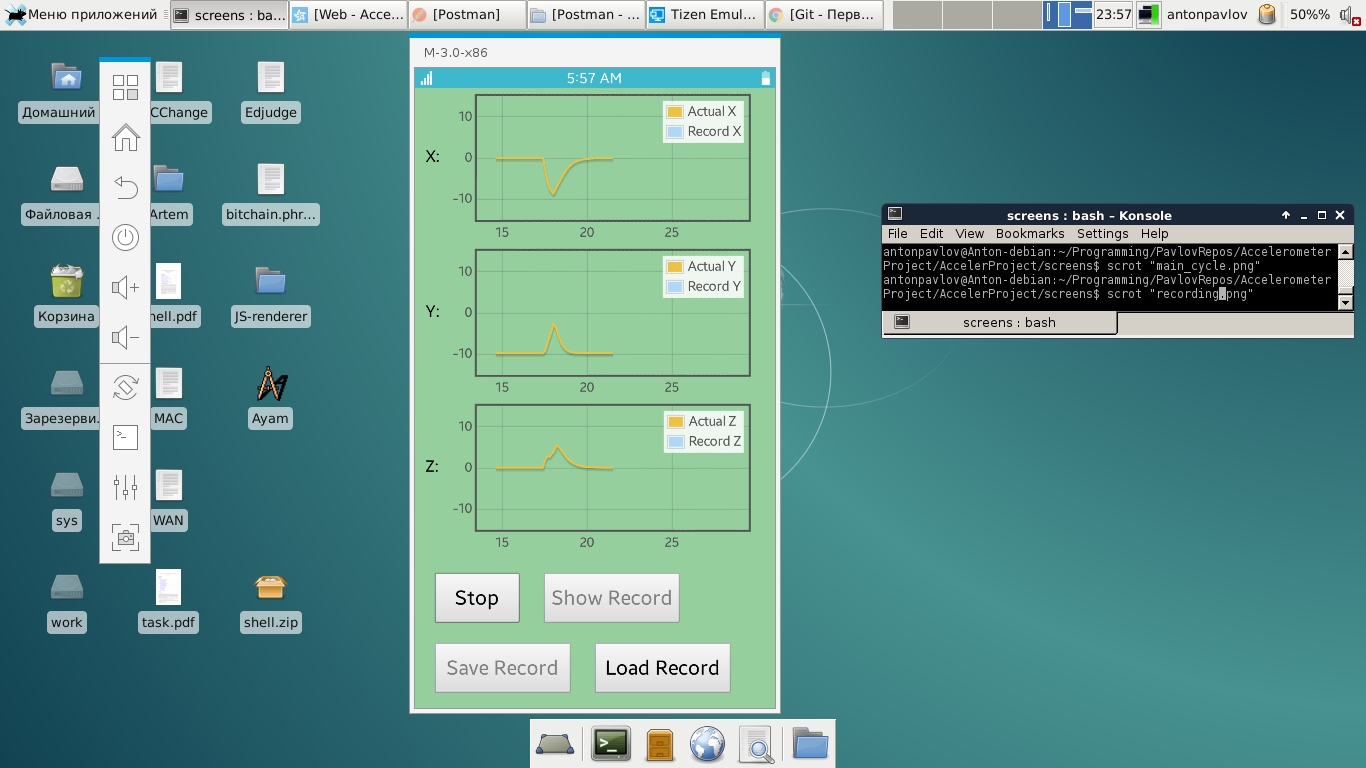 Меню приложений
screens : ba...
[Web - Acce...
[Postman]
[Postman - ...
Tizen Emul...
[Git - Перв...
23:57
antonpavlov
50%%
Домашний
CChange
Edjudge
Файловая .
Artem
bitchain.phr...
Корзина
hell.pdf
JS-renderer
Зарезерви.
MAC
Ayam
sys
WAN
work
task.pdf
shell.zip
M-3.0-x86
5:57 AM
X:
10
0
-10
15
20
25
Actual X
Record X
Y:
10
0
-10
15
20
25
Actual Y
Record Y
Z:
10
0
-10
15
20
25
Actual Z
Record Z
Stop
Show Record
Save Record
Load Record
screens : bash – Konsole
File Edit View Bookmarks Settings Help
antonpavlov@Anton-debian:~/Programming/PavlovRepos/Accelerometer
Project/AccelerProject/screens$ scrot "main_cycle.png"
antonpavlov@Anton-debian:~/Programming/PavlovRepos/Accelerometer
Project/AccelerProject/screens$ scrot "recording.png"
screens : bash